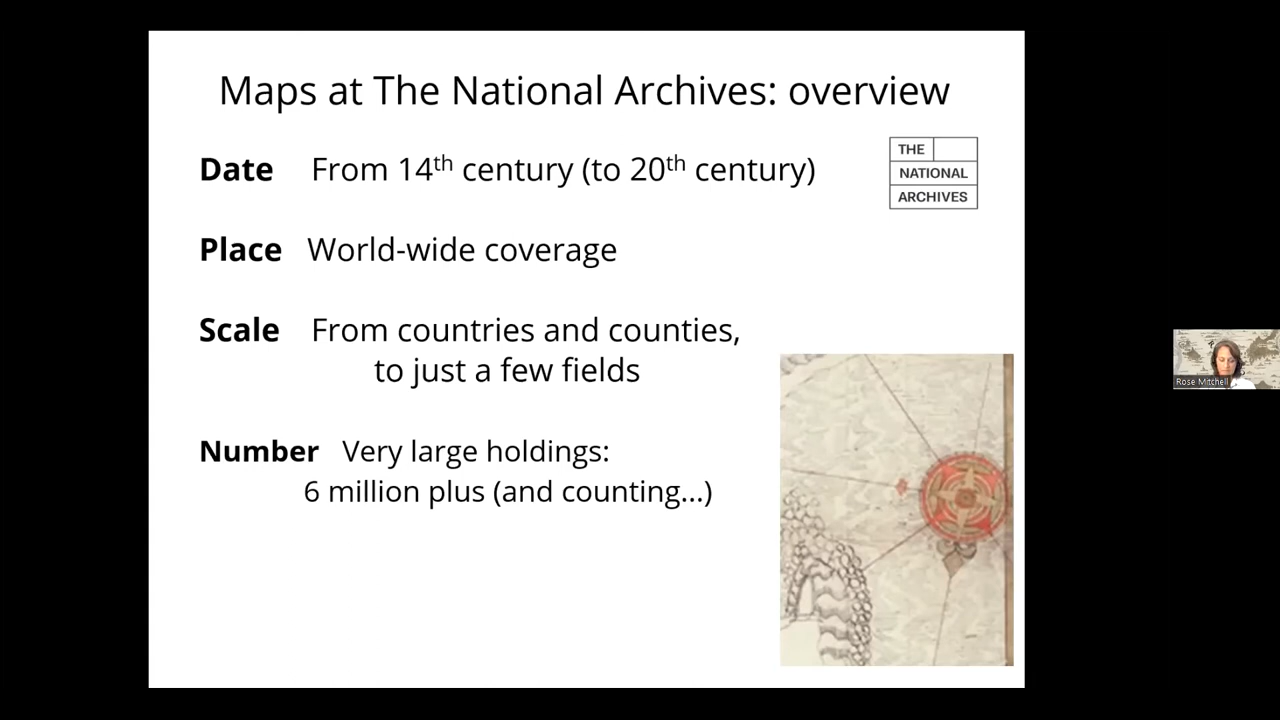 Maps at The National Archives: overview
Date From 14th century (to 20th century)
THE
NATIONAL
ARCHIVES
Place World-wide coverage
Scale From countries and counties,
to just a few fields
Number Very large holdings:
6 million plus (and counting...)
Rose Mitchell